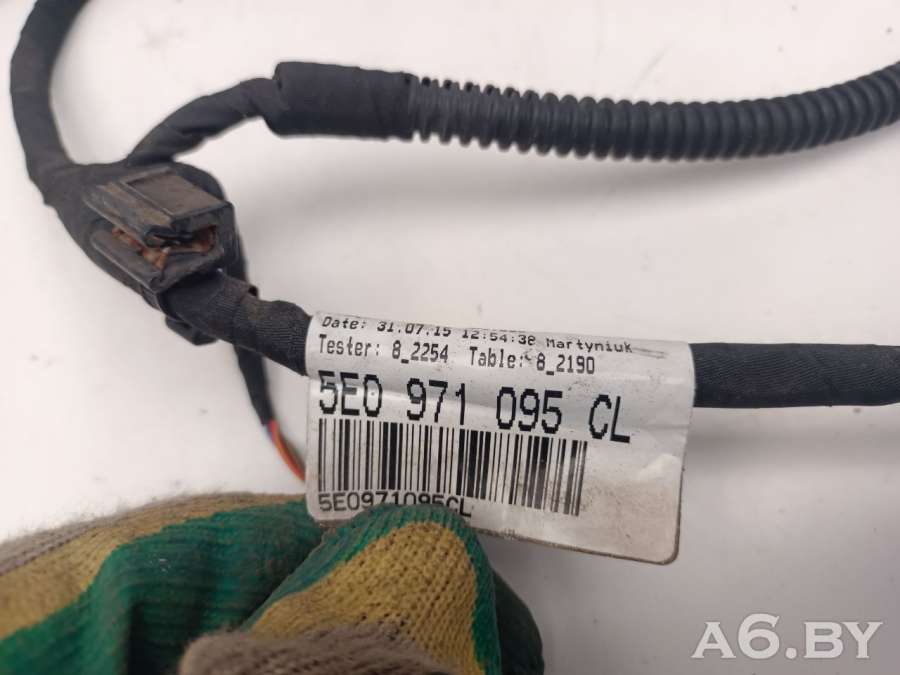 Date: 31.07.15 12:54:38 Martyniuk
Tester: 8_2254 Table: 8_2190
5E0 971 095 CL
5E0971095CL
A6.BY